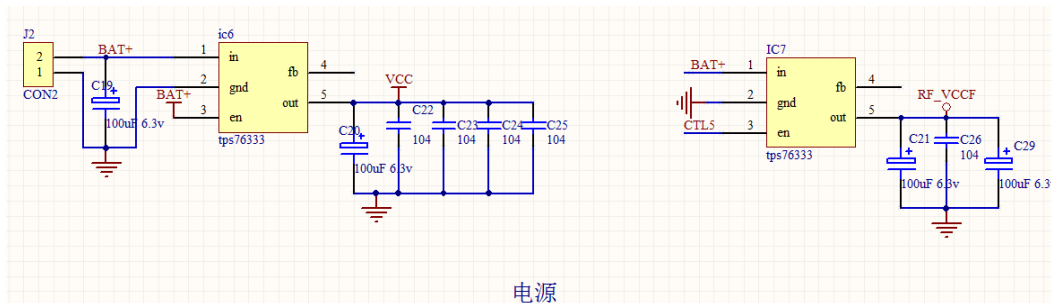 J2
BAT+
2
1
CON2
C19
100uF 6.3v
BAT+
ic6
1
in
2
gnd
3
en
fb
4
out
5
tps76333
VCC
C20
100uF 6.3v
C22
104
C23
104
C24
104
C25
104
IC7
BAT+
1
in
2
gnd
CTL5
3
en
fb
4
out
5
tps76333
RF_VCCF
C21
100uF 6.3v
C26
104
C29
100uF 6.3v
电源